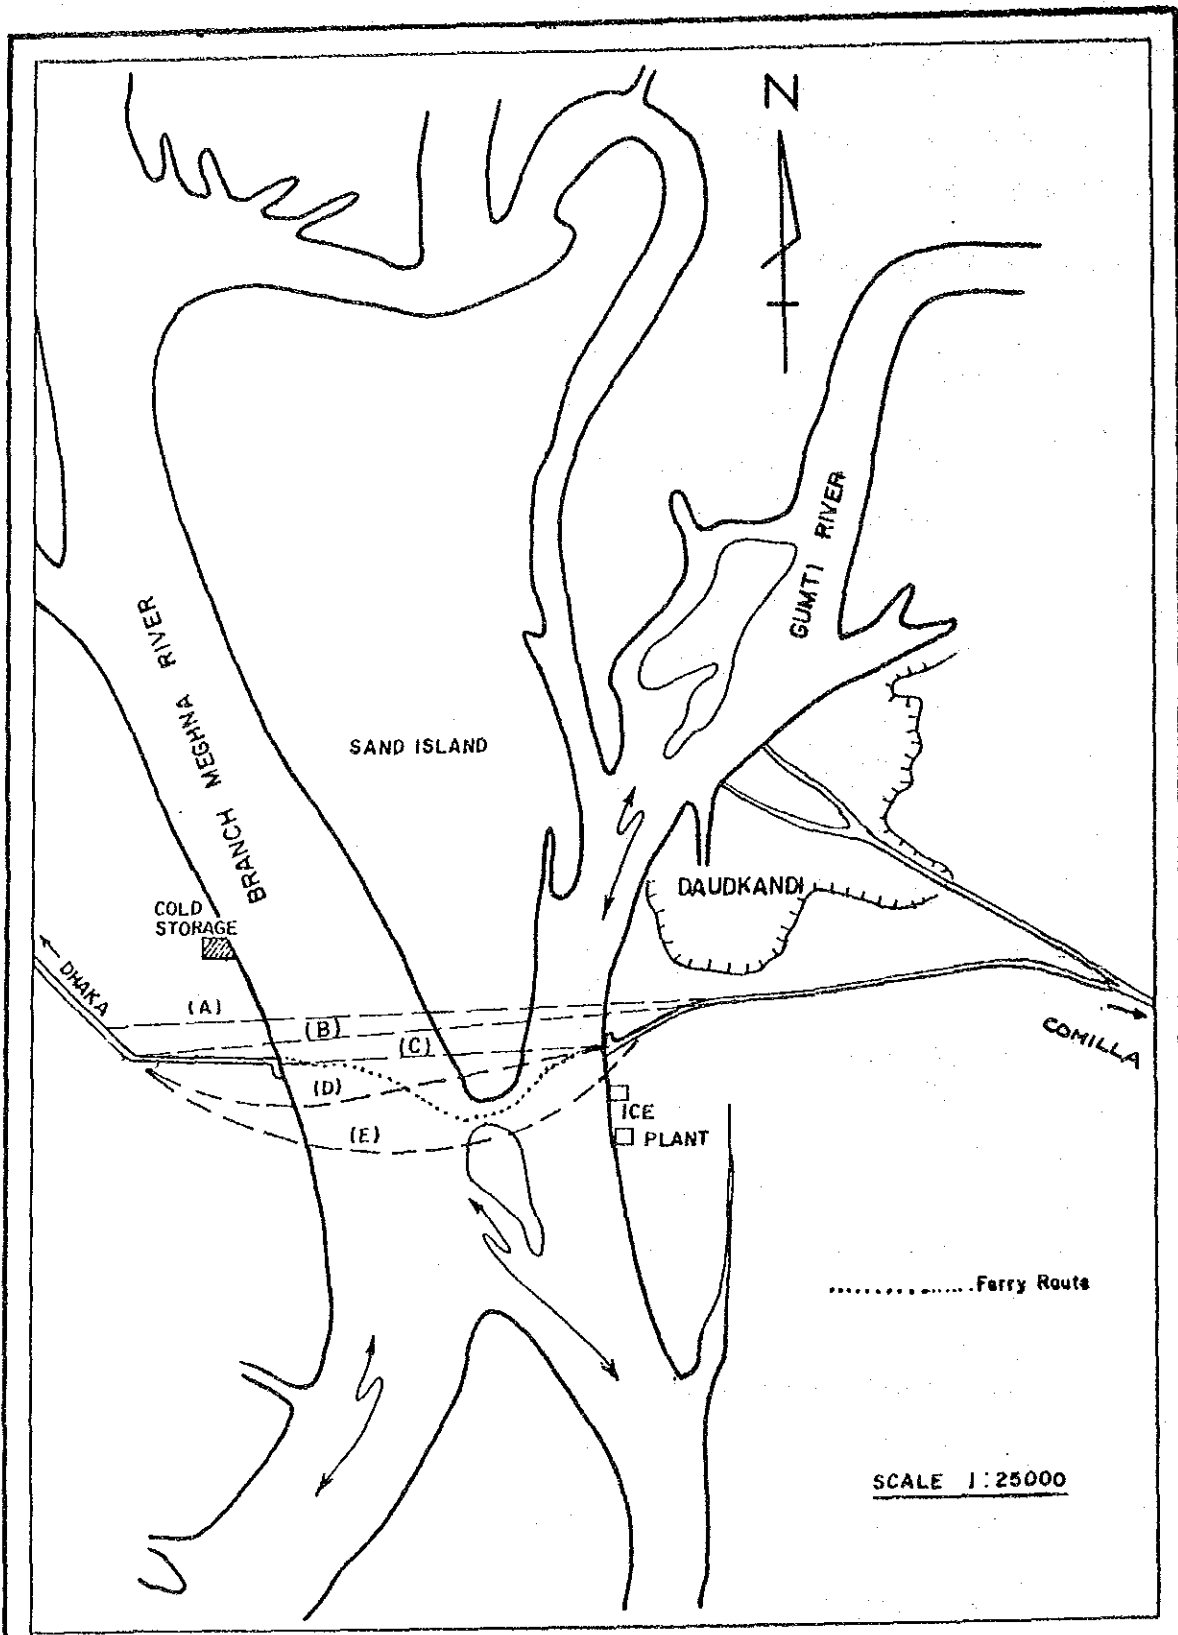 N
GUMTI RIVER
BRANCH MEGHNA RIVER
SAND ISLAND
DAUDKANDI
COLD
STORAGE
DHAKA
(A)
(B)
(C)
(D)
(E)
COMILLA
ICE
PLANT
Ferry Route
SCALE 1:25000